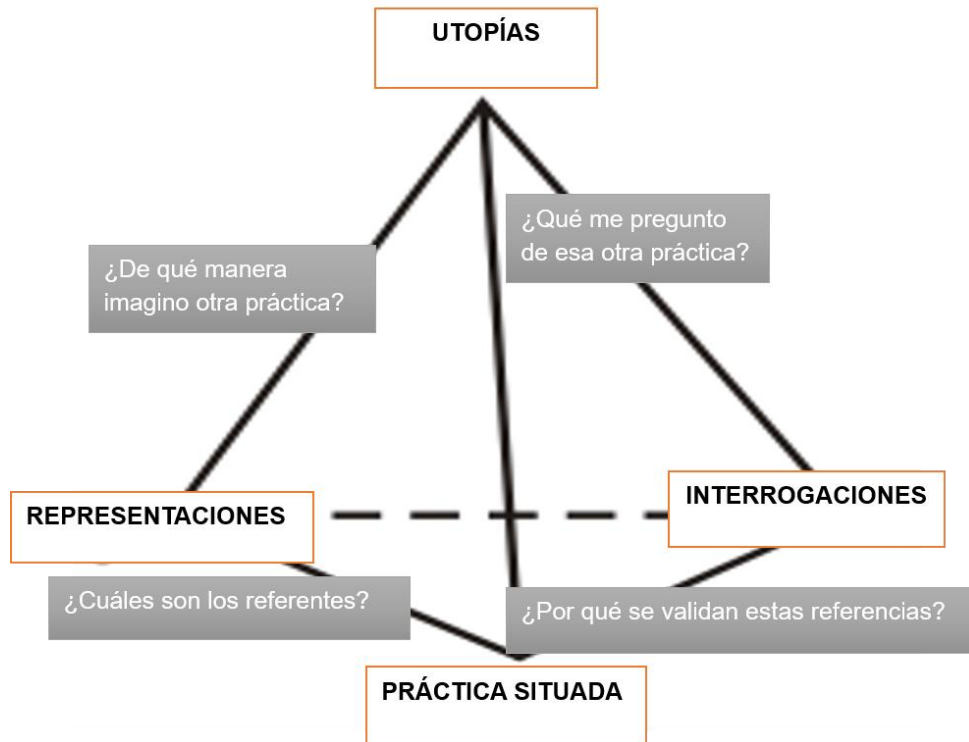 UTOPÍAS
¿Qué me pregunto
de esa otra práctica?
¿De qué manera
imagino otra práctica?
REPRESENTACIONES
INTERROGACIONES
¿Cuáles son los referentes?
¿Por qué se validan estas referencias?
PRÁCTICA SITUADA